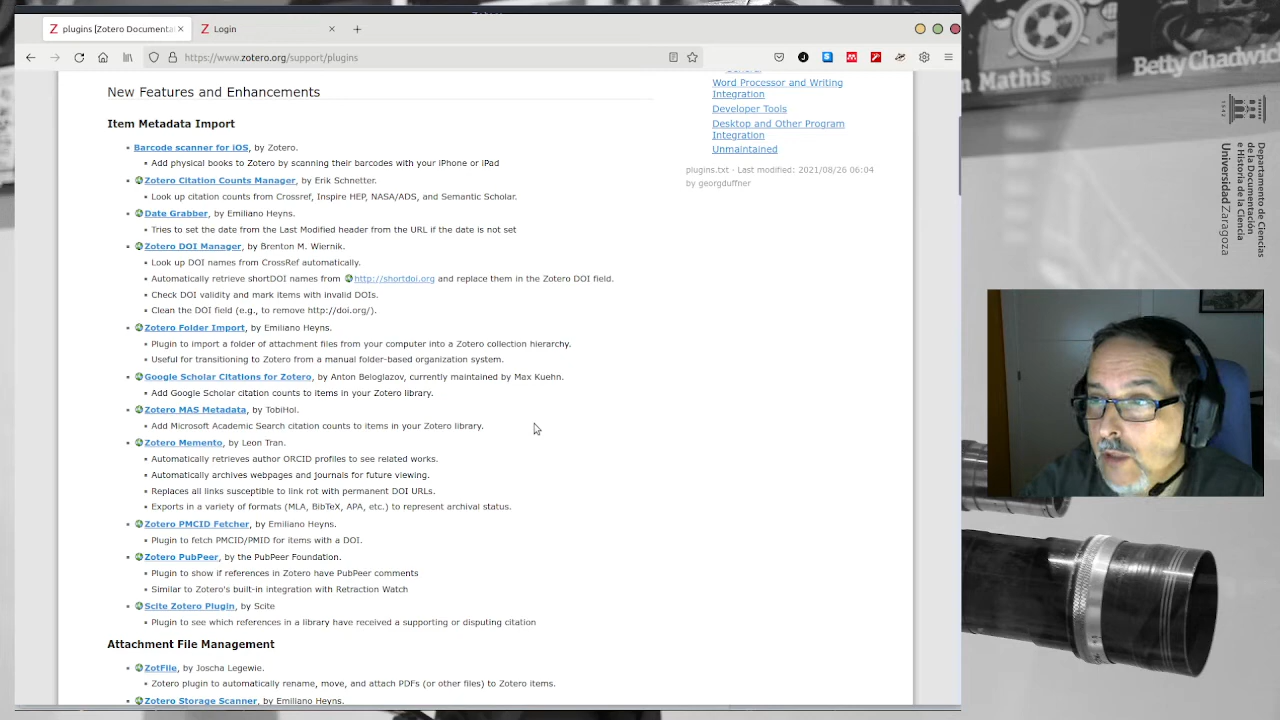 plugins [Zotero Documenta
Login
https://www.zotero.org/support/plugins
New Features and Enhancements
Item Metadata Import
Barcode scanner for iOS, by Zotero.
Add physical books to Zotero by scanning their barcodes with your iPhone or iPad
Zotero Citation Counts Manager, by Erik Schnetter.
Look up citation counts from Crossref, Inspire HEP, NASA/ADS, and Semantic Scholar.
Date Grabber, by Emiliano Heyns.
Tries to set the date from the Last Modified header from the URL if the date is not set
Zotero DOI Manager, by Brenton M. Wiernik.
Look up DOI names from CrossRef automatically.
Automatically retrieve shortDOI names from http://shortdoi.org and replace them in the Zotero DOI field.
Check DOI validity and mark items with invalid DOIs.
Clean the DOI field (e.g., to remove http://doi.org/).
Zotero Folder Import, by Emiliano Heyns.
Plugin to import a folder of attachment files from your computer into a Zotero collection hierarchy.
Useful for transitioning to Zotero from a manual folder-based organization system.
Google Scholar Citations for Zotero, by Anton Beloglazov, currently maintained by Max Kuehn.
Add Google Scholar citation counts to items in your Zotero library.
Zotero MAS Metadata, by TobiHol.
Add Microsoft Academic Search citation counts to items in your Zotero library.
Zotero Memento, by Leon Tran.
Automatically retrieves author ORCID profiles to see related works.
Automatically archives webpages and journals for future viewing.
Replaces all links susceptible to link rot with permanent DOI URLs.
Exports in a variety of formats (MLA, BibTeX, APA, etc.) to represent archival status.
Zotero PMCID Fetcher, by Emiliano Heyns.
Plugin to fetch PMCID/PMID for items with a DOI.
Zotero PubPeer, by the PubPeer Foundation.
Plugin to show if references in Zotero have PubPeer comments
Similar to Zotero's built-in integration with Retraction Watch
Scite Zotero Plugin, by Scite
Plugin to see which references in a library have received a supporting or disputing citation
Attachment File Management
ZotFile, by Joscha Legewie.
Zotero plugin to automatically rename, move, and attach PDFs (or other files) to Zotero items.
Zotero Storage Scanner, by Emiliano Heyns.
Word Processor and Writing
Integration
Developer Tools
Desktop and Other Program
Integration
Unmaintained
plugins.txt · Last modified: 2021/08/26 06:04
by georgduffner
Mathis
BettyChadwi
Departamento de Ciencias
de la Documentación
e Historia de la Ciencia
Universidad Zaragoza
1542